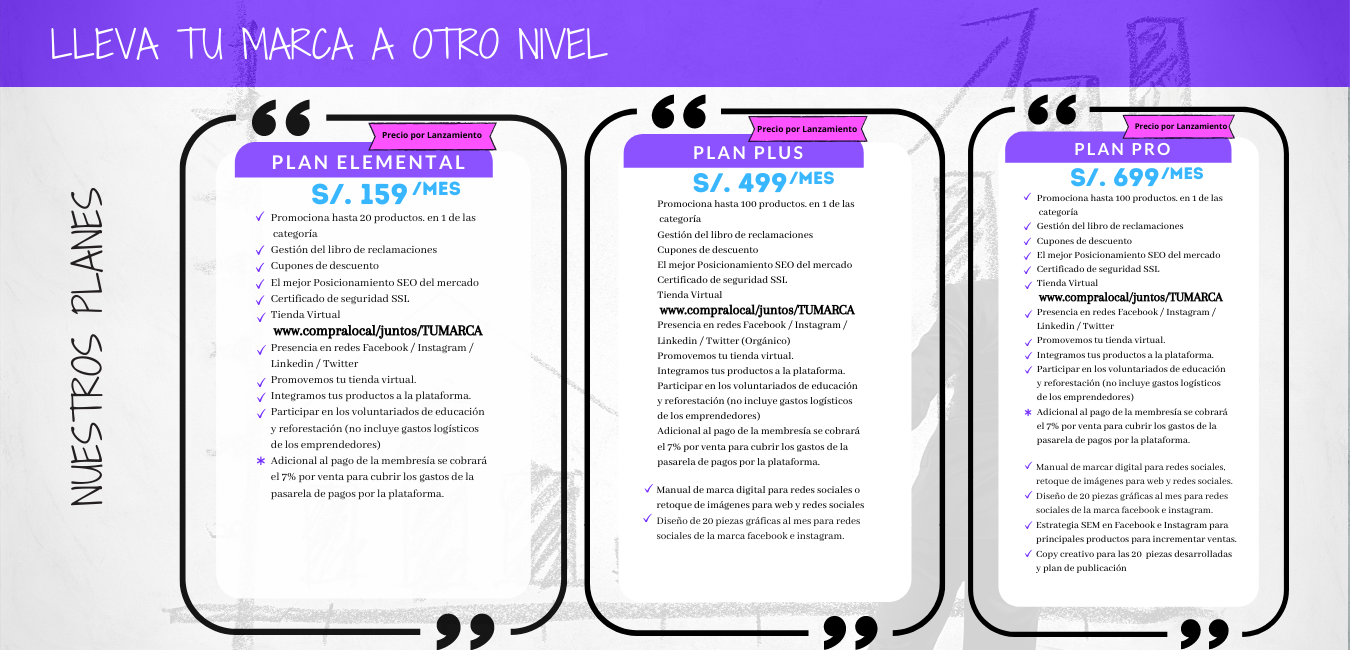 LLEVA TU MARCA A OTRO NIVEL
NUESTROS PLANES
Precio por Lanzamiento
PLAN ELEMENTAL
S/. 159/MES
Promociona hasta 20 productos. en 1 de las
categoría
Gestión del libro de reclamaciones
Cupones de descuento
El mejor Posicionamiento SEO del mercado
Certificado de seguridad SSL
Tienda Virtual
www.compralocal/juntos/TUMARCA
Presencia en redes Facebook / Instagram /
Linkedin / Twitter
Promovemos tu tienda virtual.
Integramos tus productos a la plataforma.
Participar en los voluntariados de educación
y reforestación (no incluye gastos logísticos
de los emprendedores)
* Adicional al pago de la membresía se cobrará
el 7% por venta para cubrir los gastos de la
pasarela de pagos por la plataforma.
Precio por Lanzamiento
PLAN PLUS
S/. 499/MES
Promociona hasta 100 productos. en 1 de las
categoría
Gestión del libro de reclamaciones
Cupones de descuento
El mejor Posicionamiento SEO del mercado
Certificado de seguridad SSL
Tienda Virtual
www.compralocal/juntos/TUMARCA
Presencia en redes Facebook / Instagram /
Linkedin / Twitter (Orgánico)
Promovemos tu tienda virtual.
Integramos tus productos a la plataforma.
Participar en los voluntariados de educación
y reforestación (no incluye gastos logísticos
de los emprendedores)
Adicional al pago de la membresía se cobrará
el 7% por venta para cubrir los gastos de la
pasarela de pagos por la plataforma.
Manual de marca digital para redes sociales o
retoque de imágenes para web y redes sociales
Diseño de 20 piezas gráficas al mes para redes
sociales de la marca facebook e instagram.
Precio por Lanzamiento
PLAN PRO
S/. 699/MES
Promociona hasta 100 productos. en 1 de las
categoría
Gestión del libro de reclamaciones
Cupones de descuento
El mejor Posicionamiento SEO del mercado
Certificado de seguridad SSL
Tienda Virtual
www.compralocal/juntos/TUMARCA
Presencia en redes Facebook / Instagram /
Linkedin / Twitter
Promovemos tu tienda virtual.
Integramos tus productos a la plataforma.
Participar en los voluntariados de educación
y reforestación (no incluye gastos logísticos
de los emprendedores)
* Adicional al pago de la membresía se cobrará
el 7% por venta para cubrir los gastos de la
pasarela de pagos por la plataforma.
Manual de marcar digital para redes sociales,
retoque de imágenes para web y redes sociales.
Diseño de 20 piezas gráficas al mes para redes
sociales de la marca facebook e instagram.
Estrategia SEM en Facebook e Instagram para
principales productos para incrementar ventas.
Copy creativo para las 20 piezas desarrolladas
y plan de publicación